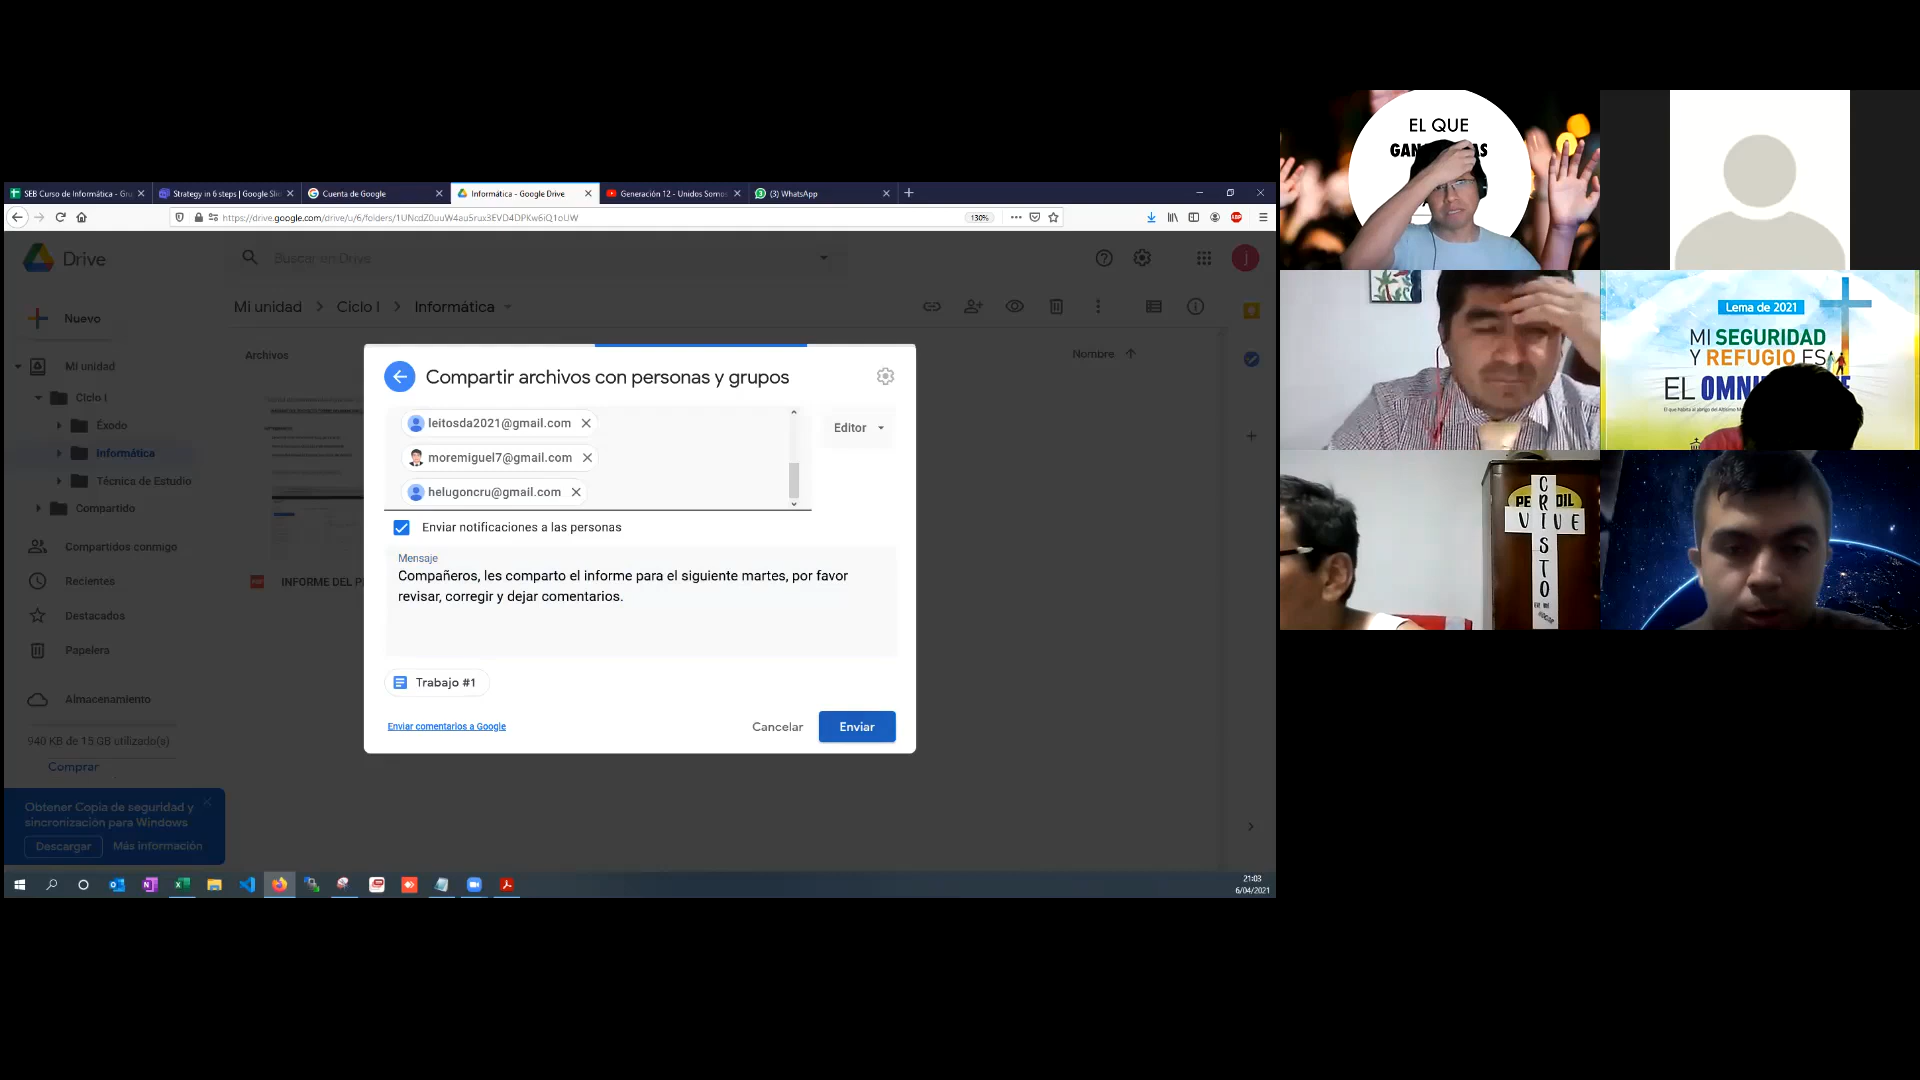 SEB Curso de Informática - Gru
Strategy in 6 steps | Google Sli
Cuenta de Google
Informática - Google Drive
Generación 12 - Unidos Somos
(3) WhatsApp
https://drive.google.com/drive/u/6/folders/1UNcdZ0uuW4au5rux3EVD4DPKw6iQ1oUW
130%
Drive
Buscar en Drive
Nuevo
Mi unidad
Ciclo I
Informática
Archivos
Nombre
Mi unidad
Ciclo I
Éxodo
Informática
Técnica de Estudio
Compartido
Compartidos conmigo
Recientes
Destacados
Papelera
Almacenamiento
940 KB de 15 GB utilizado(s)
Comprar
Obtener Copia de seguridad y
sincronización para Windows
Descargar
Más información
INFORME DEL P
Compartir archivos con personas y grupos
leitosda2021@gmail.com
moremiguel7@gmail.com
helugoncru@gmail.com
Editor
Enviar notificaciones a las personas
Mensaje
Compañeros, les comparto el informe para el siguiente martes, por favor
revisar, corregir y dejar comentarios.
Trabajo #1
Enviar comentarios a Google
Cancelar
Enviar
21:03
6/04/2021
EL QUE
Lema de 2021
MI SEGURIDAD
Y REFUGIO ES
EL
CRISTO
VIVE